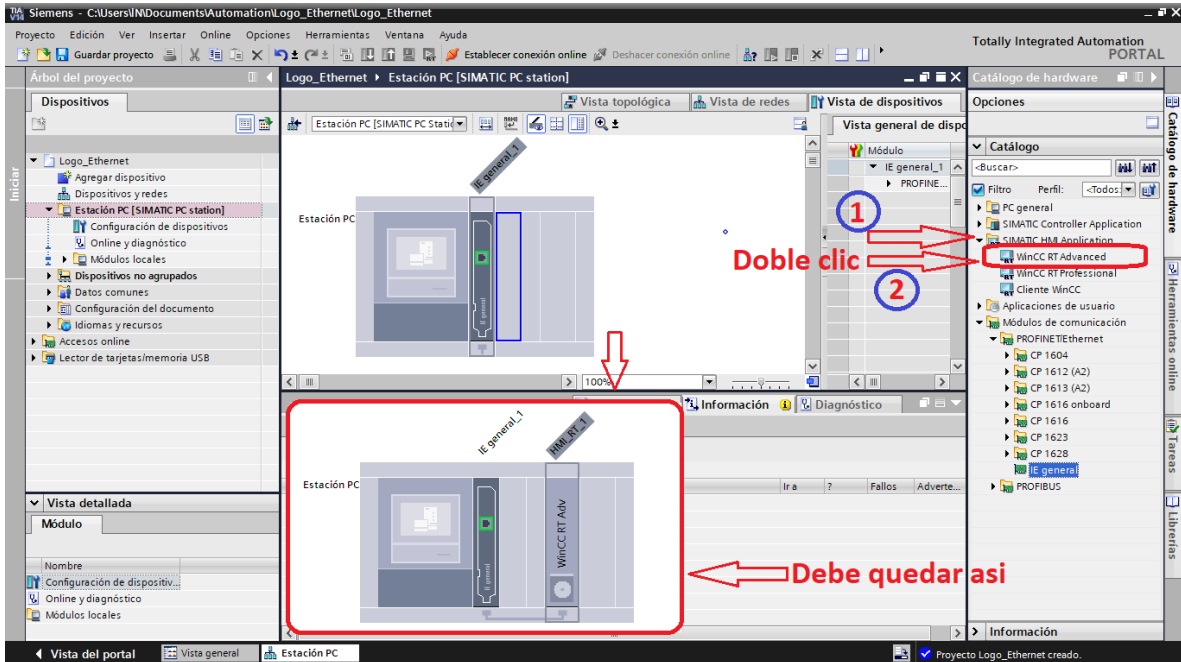 Siemens - C:\Users\IN\Documents\Automation\Logo_Ethernet\Logo_Ethernet
Proyecto Edición Ver Insertar Online Opciones Herramientas Ventana Ayuda
Guardar proyecto
Establecer conexión online
Deshacer conexión online
Totally Integrated Automation
PORTAL
Iniciar
Árbol del proyecto
Dispositivos
Logo_Ethernet
Agregar dispositivo
Dispositivos y redes
Estación PC [SIMATIC PC station]
Configuración de dispositivos
Online y diagnóstico
Módulos locales
Dispositivos no agrupados
Datos comunes
Configuración del documento
Idiomas y recursos
Accesos online
Lector de tarjetas/memoria USB
Vista detallada
Módulo
Nombre
Configuración de dispositiv...
Online y diagnóstico
Módulos locales
Logo_Ethernet Estación PC [SIMATIC PC station]
Vista topológica
Vista de redes
Vista de dispositivos
Estación PC [SIMATIC PC Static
Vista general de dispo
Módulo
IE general_1
PROFINE...
IE general_1
Estación PC
IE general
1
Doble clic
2
100%
Información
Diagnóstico
IE general_1
HMI_RT_1
Estación PC
IE general
WinCC RT Adv
Ir a ? Fallos Adverte...
Debe quedar asi
Catálogo de hardware
Opciones
Catálogo
<Buscar>
Filtro Perfil: <Todos>
PC general
SIMATIC Controller Application
SIMATIC HMI Application
WinCC RT Advanced
WinCC RT Professional
Cliente WinCC
Aplicaciones de usuario
Módulos de comunicación
PROFINET/Ethernet
CP 1604
CP 1612 (A2)
CP 1613 (A2)
CP 1616 onboard
CP 1616
CP 1623
CP 1628
IE general
PROFIBUS
Información
Catálogo de hardware
Herramientas online
Tareas
Librerías
Vista del portal
Vista general
Estación PC
Proyecto Logo_Ethernet creado.